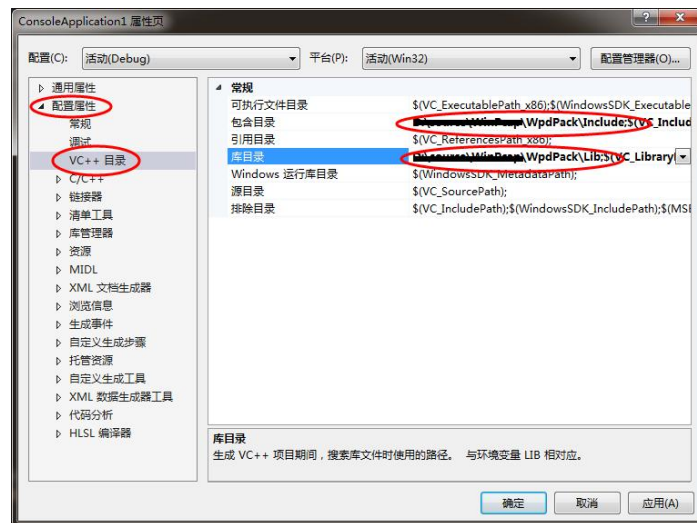 ConsoleApplication1 属性页
配置(C): 活动(Debug) 平台(P): 活动(Win32) 配置管理器(O)...
通用属性
配置属性
常规
调试
VC++ 目录
C/C++
链接器
清单工具
库管理器
资源
MIDL
XML 文档生成器
浏览信息
生成事件
自定义生成步骤
托管资源
自定义生成工具
XML 数据生成器工具
代码分析
HLSL 编译器
常规
可执行文件目录 $(VC_ExecutablePath_x86);$(WindowsSDK_Executable
包含目录 \WpdPack\Include;$(VC_Includ
引用目录 $(VC_ReferencesPath_x86);
库目录 \WpdPack\Lib;$(VC_Library
Windows 运行库目录 $(WindowsSDK_MetadataPath);
源目录 $(VC_SourcePath);
排除目录 $(VC_IncludePath);$(WindowsSDK_IncludePath);$(MSI
库目录
生成 VC++ 项目期间，搜索库文件时使用的路径。 与环境变量 LIB 相对应。
确定 取消 应用(A)